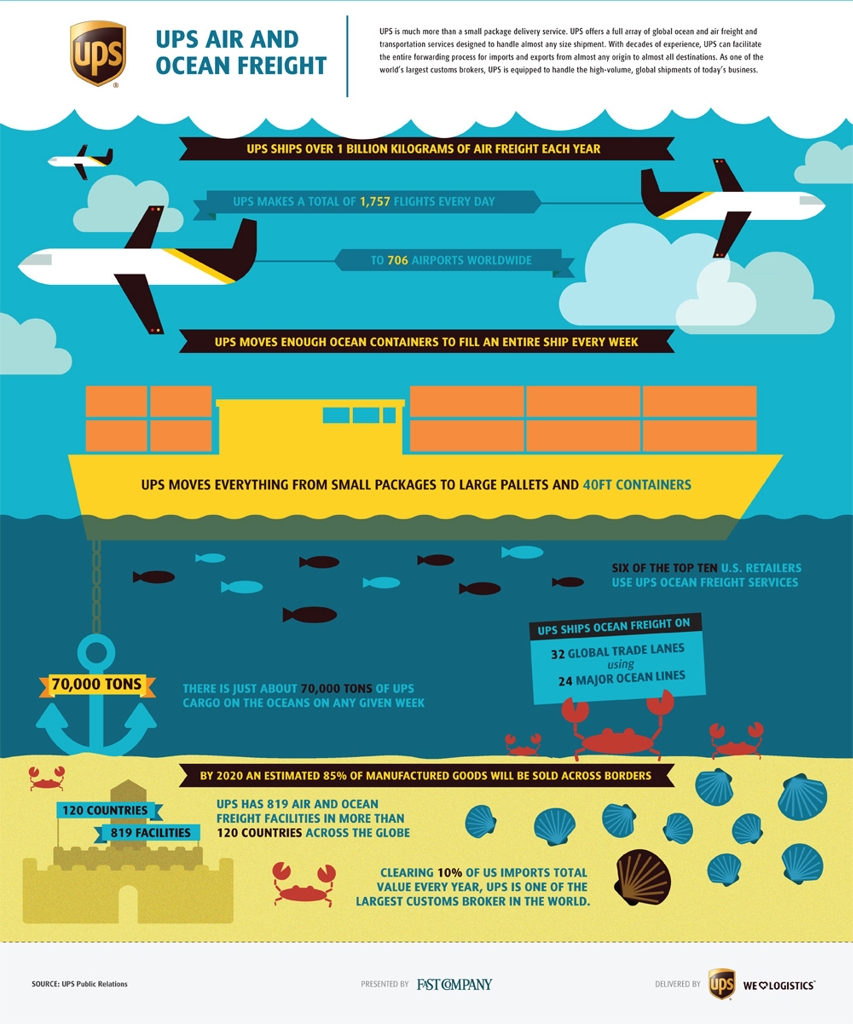 ups
UPS AIR AND
OCEAN FREIGHT
UPS is much more than a small package delivery service. UPS offers a full array of global ocean and air freight and
transportation services designed to handle almost any size shipment. With decades of experience, UPS can facilitate
the entire forwarding process for imports and exports from almost any origin to almost all destinations. As one of the
world's largest customs brokers, UPS is equipped to handle the high-volume, global shipments of today's business.
UPS SHIPS OVER 1 BILLION KILOGRAMS OF AIR FREIGHT EACH YEAR
UPS MAKES A TOTAL OF 1,757 FLIGHTS EVERY DAY
TO 706 AIRPORTS WORLDWIDE
UPS MOVES ENOUGH OCEAN CONTAINERS TO FILL AN ENTIRE SHIP EVERY WEEK
UPS MOVES EVERYTHING FROM SMALL PACKAGES TO LARGE PALLETS AND 40FT CONTAINERS
SIX OF THE TOP TEN U.S. RETAILERS
USE UPS OCEAN FREIGHT SERVICES
UPS SHIPS OCEAN FREIGHT ON
32 GLOBAL TRADE LANES
using
24 MAJOR OCEAN LINES
70,000 TONS
THERE IS JUST ABOUT 70,000 TONS OF UPS
CARGO ON THE OCEANS ON ANY GIVEN WEEK
BY 2020 AN ESTIMATED 85% OF MANUFACTURED GOODS WILL BE SOLD ACROSS BORDERS
120 COUNTRIES
819 FACILITIES
UPS HAS 819 AIR AND OCEAN
FREIGHT FACILITIES IN MORE THAN
120 COUNTRIES ACROSS THE GLOBE
CLEARING 10% OF US IMPORTS TOTAL
VALUE EVERY YEAR, UPS IS ONE OF THE
LARGEST CUSTOMS BROKER IN THE WORLD.
SOURCE: UPS Public Relations
PRESENTED BY FAST COMPANY
DELIVERED BY ups WE ♡ LOGISTICS™